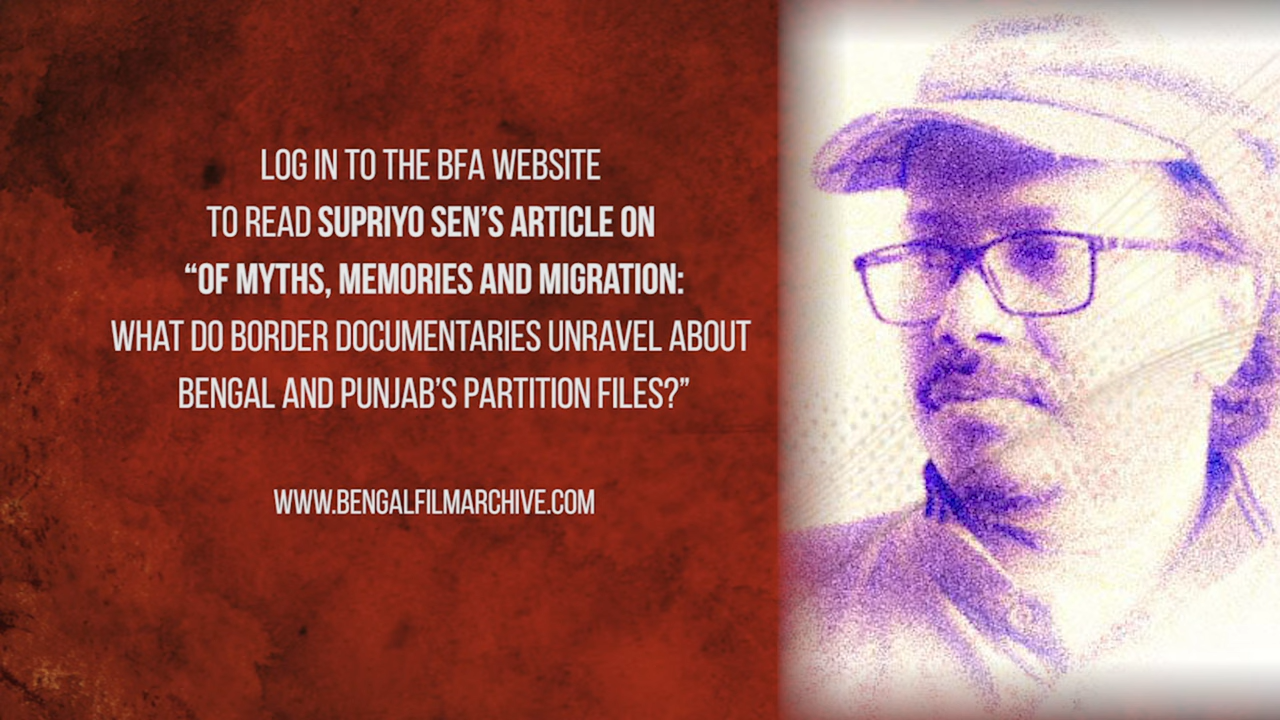 LOG IN TO THE BFA WEBSITE
TO READ SUPRIYO SEN'S ARTICLE ON
“OF MYTHS, MEMORIES AND MIGRATION:
WHAT DO BORDER DOCUMENTARIES UNRAVEL ABOUT
BENGAL AND PUNJAB'S PARTITION FILES?”
WWW.BENGALFILMARCHIVE.COM